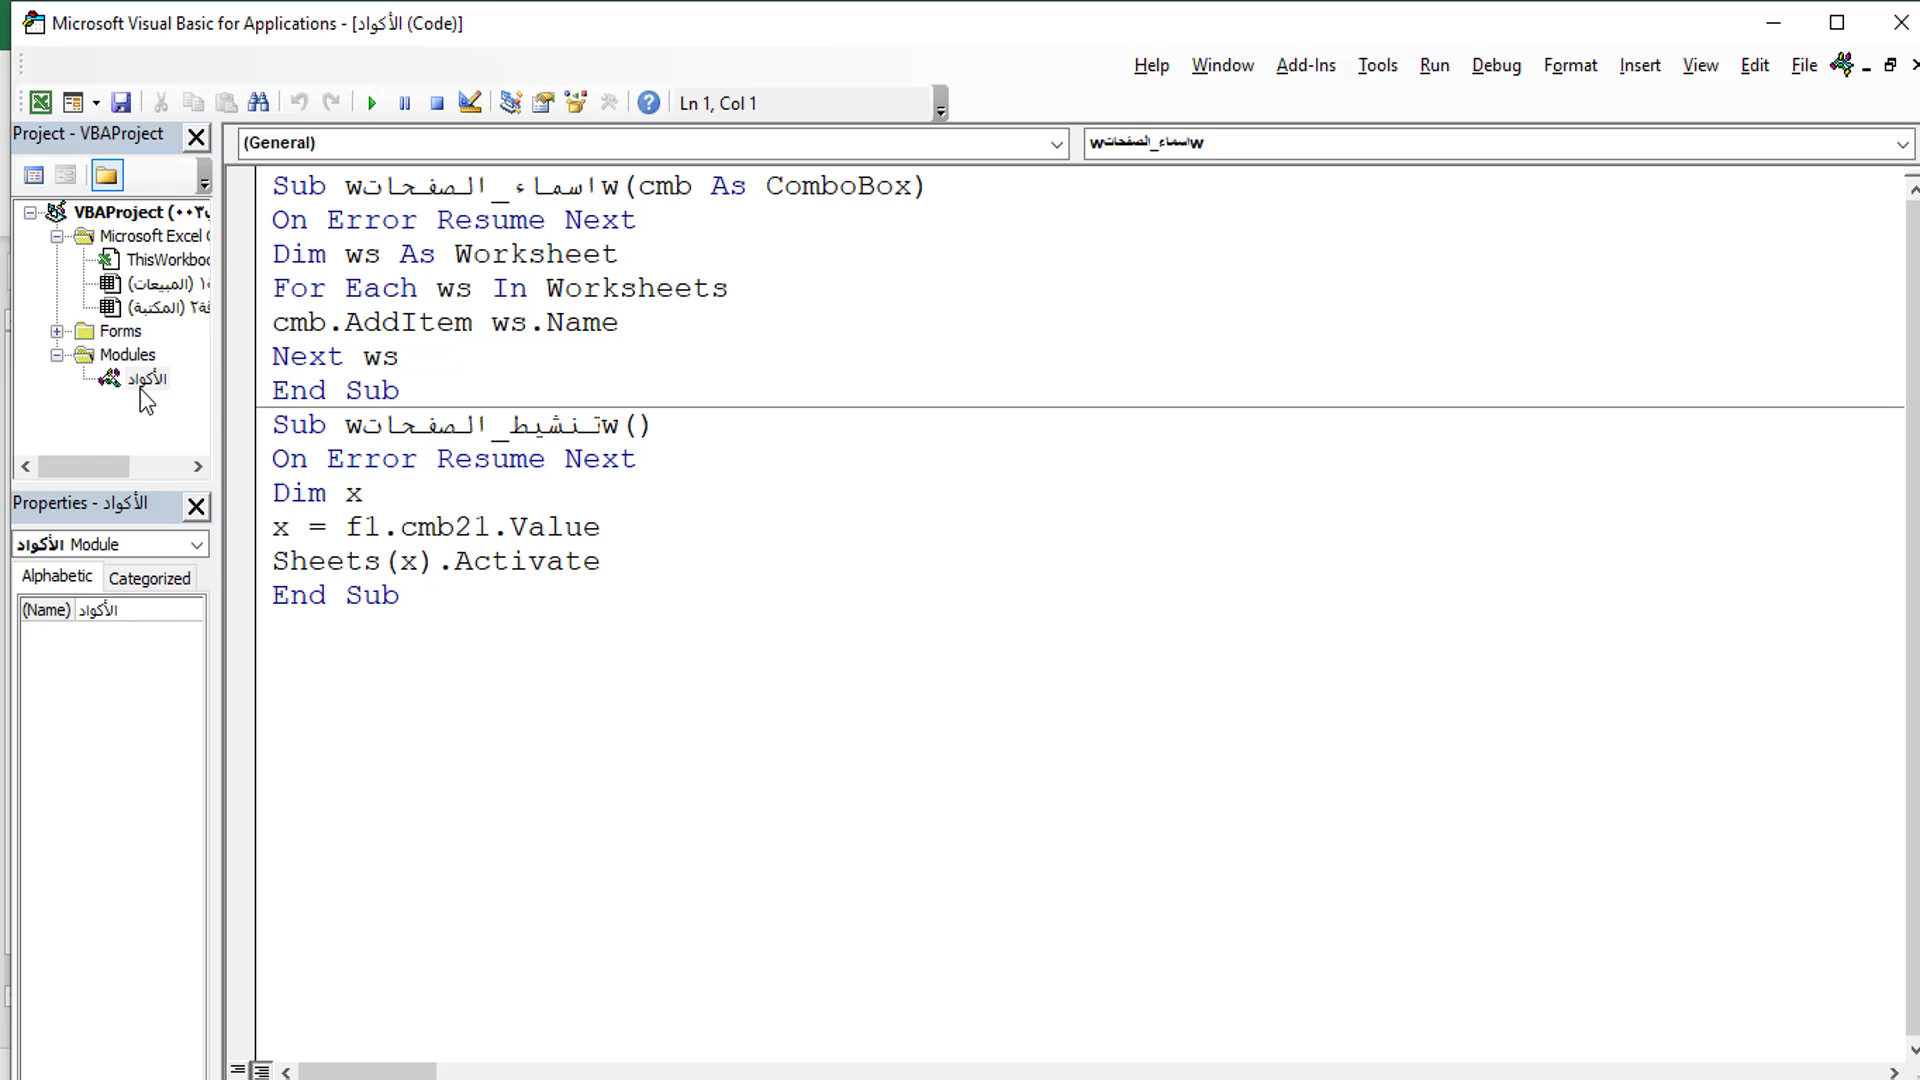 Microsoft Visual Basic for Applications - [الأكواد (Code)]
Help Window Add-Ins Tools Run Debug Format Insert View Edit File
Ln 1, Col 1
Project - VBAProject
(General)
wاسماء_الصفحاتw
VBAProject (٠٠٣
Microsoft Excel
ThisWorkboo
١ (المبيعات)
قة٢ (المكتبة)
Forms
Modules
الأكواد
Properties - الأكواد
الأكواد Module
Alphabetic Categorized
(Name) الأكواد
Sub wاسماء_الصفحاتw(cmb As ComboBox)
On Error Resume Next
Dim ws As Worksheet
For Each ws In Worksheets
cmb.AddItem ws.Name
Next ws
End Sub
Sub wتنشيط_الصفحاتw()
On Error Resume Next
Dim x
x = f1.cmb21.Value
Sheets(x).Activate
End Sub